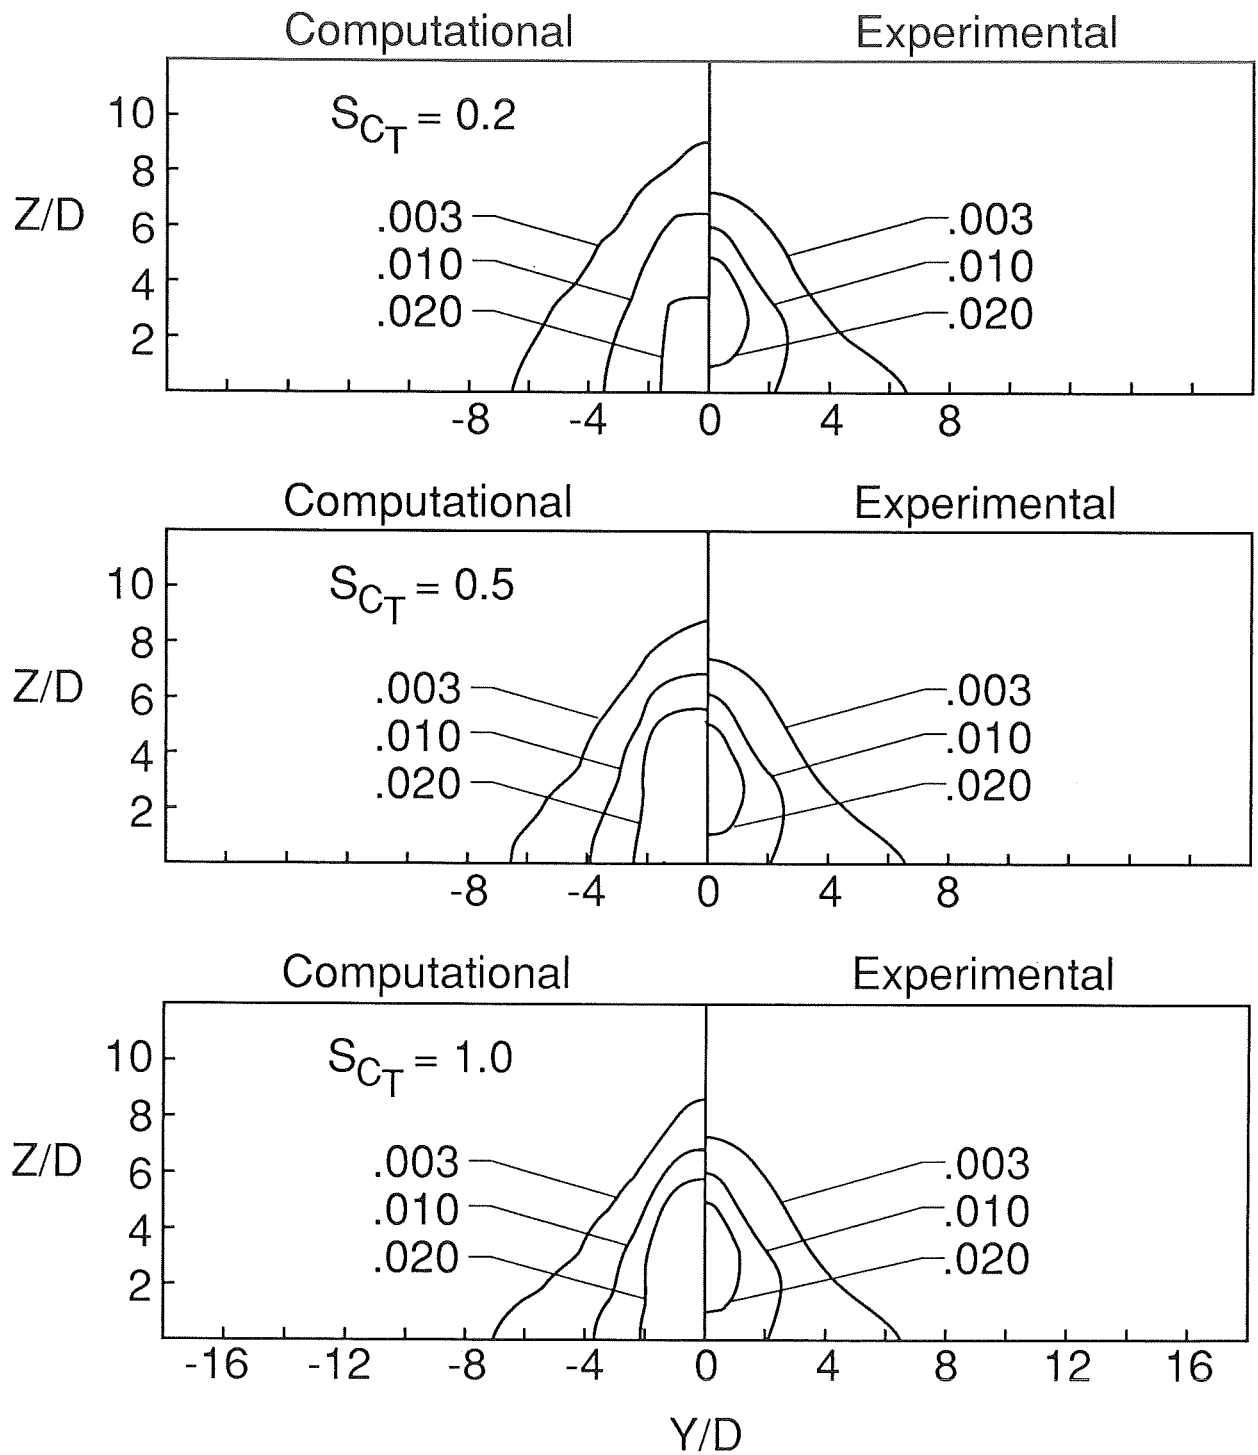 Computational Experimental
S_C_T = 0.2
10
8
6
4
2
Z/D
.003
.010
.020
.003
.010
.020
-8 -4 0 4 8
Computational Experimental
S_C_T = 0.5
10
8
6
4
2
Z/D
.003
.010
.020
.003
.010
.020
-8 -4 0 4 8
Computational Experimental
S_C_T = 1.0
10
8
6
4
2
Z/D
.003
.010
.020
.003
.010
.020
-16 -12 -8 -4 0 4 8 12 16
Y/D